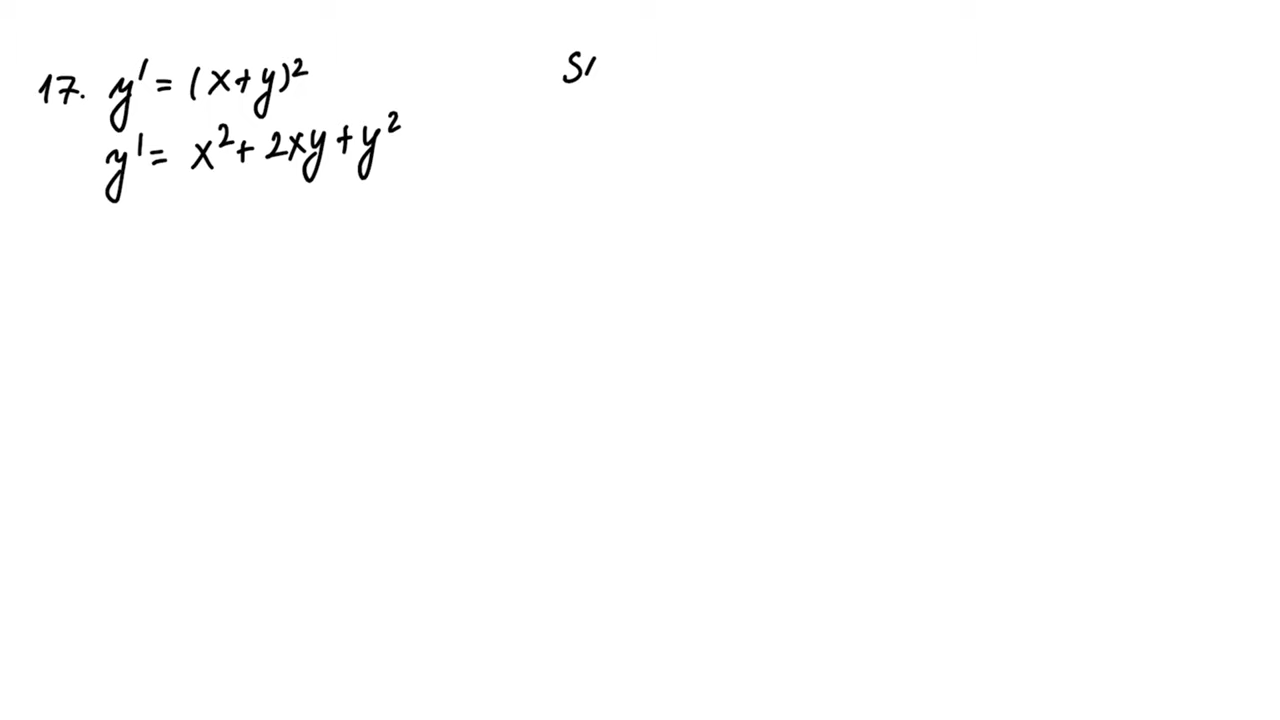 17. y' = (x+y)²
y' = x² + 2xy + y²